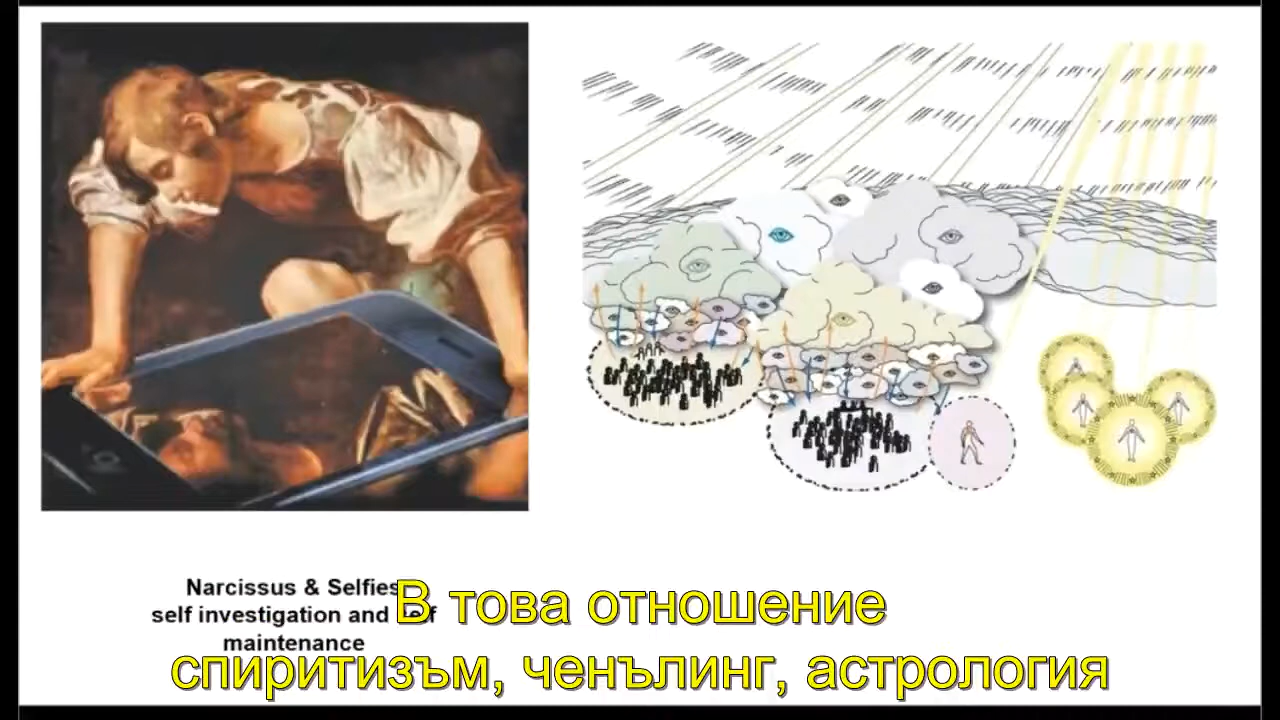 Narcissus & Selfies
self investigation and self
maintenance
В това отношение
спиритизъм, ченълинг, астрология